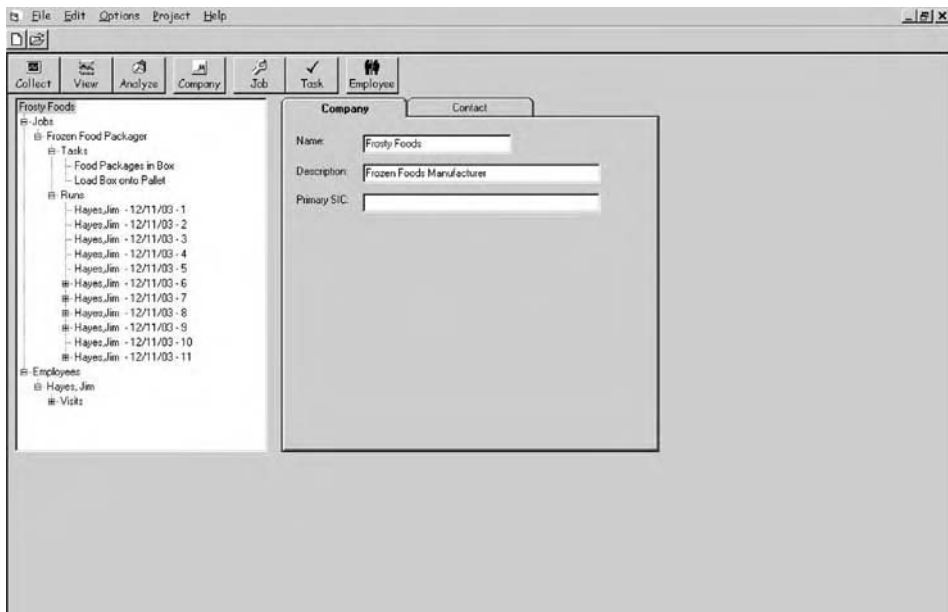 File Edit Options Project Help
Collect View Analyze Company Job Task Employee
Frosty Foods
Jobs
Frozen Food Packager
Tasks
Food Packages in Box
Load Box onto Pallet
Runs
Hayes,Jim - 12/11/03 - 1
Hayes,Jim - 12/11/03 - 2
Hayes,Jim - 12/11/03 - 3
Hayes,Jim - 12/11/03 - 4
Hayes,Jim - 12/11/03 - 5
Hayes,Jim - 12/11/03 - 6
Hayes,Jim - 12/11/03 - 7
Hayes,Jim - 12/11/03 - 8
Hayes,Jim - 12/11/03 - 9
Hayes,Jim - 12/11/03 - 10
Hayes,Jim - 12/11/03 - 11
Employees
Hayes, Jim
Visits
Company Contact
Name: Frosty Foods
Description: Frozen Foods Manufacturer
Primary SIC: